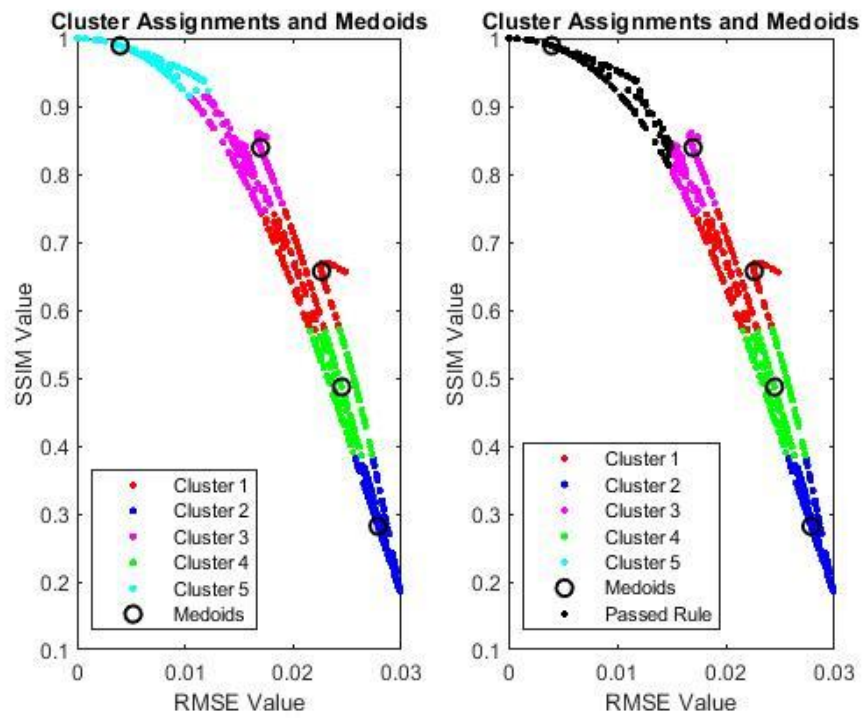 Cluster Assignments and Medoids
1
0.9
0.8
0.7
0.6
0.5
0.4
0.3
0.2
0.1
SSIM Value
Cluster 1
Cluster 2
Cluster 3
Cluster 4
Cluster 5
Medoids
0
0.01
0.02
0.03
RMSE Value
Cluster Assignments and Medoids
1
0.9
0.8
0.7
0.6
0.5
0.4
0.3
0.2
0.1
SSIM Value
Cluster 1
Cluster 2
Cluster 3
Cluster 4
Cluster 5
Medoids
Passed Rule
0
0.01
0.02
0.03
RMSE Value